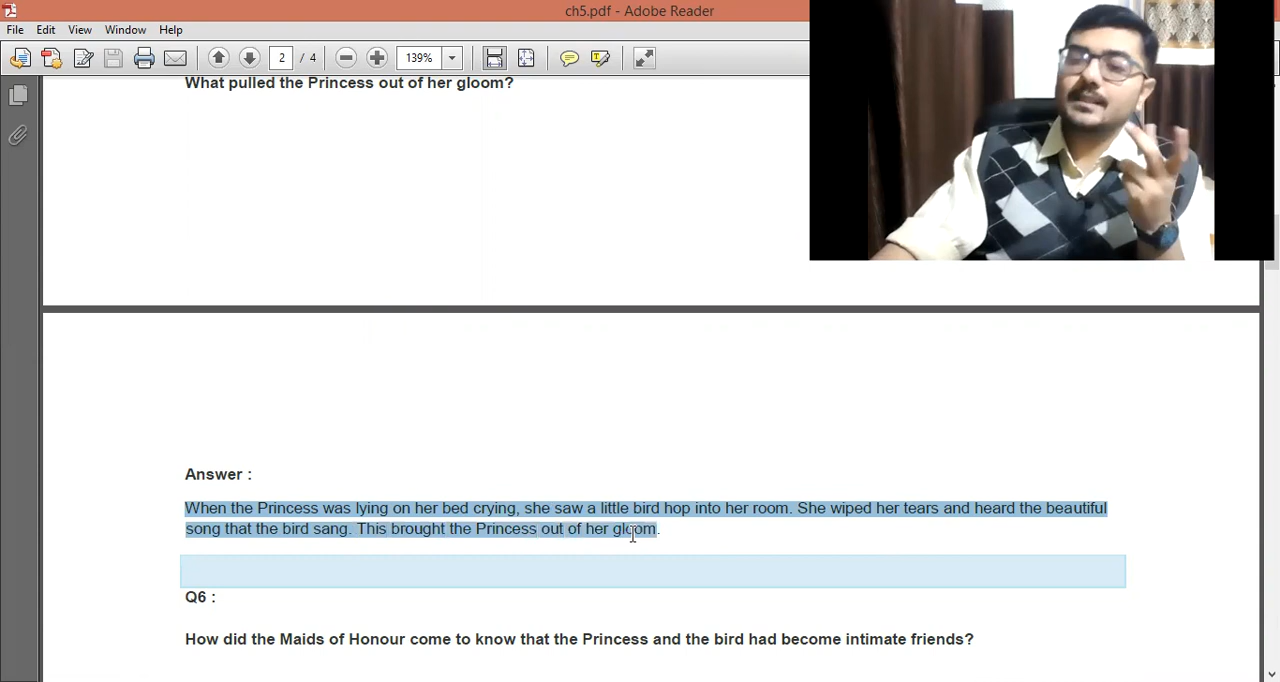 ch5.pdf - Adobe Reader
File Edit View Window Help
2 / 4 139%
What pulled the Princess out of her gloom?
Answer :
When the Princess was lying on her bed crying, she saw a little bird hop into her room. She wiped her tears and heard the beautiful
song that the bird sang. This brought the Princess out of her gloom.
Q6 :
How did the Maids of Honour come to know that the Princess and the bird had become intimate friends?